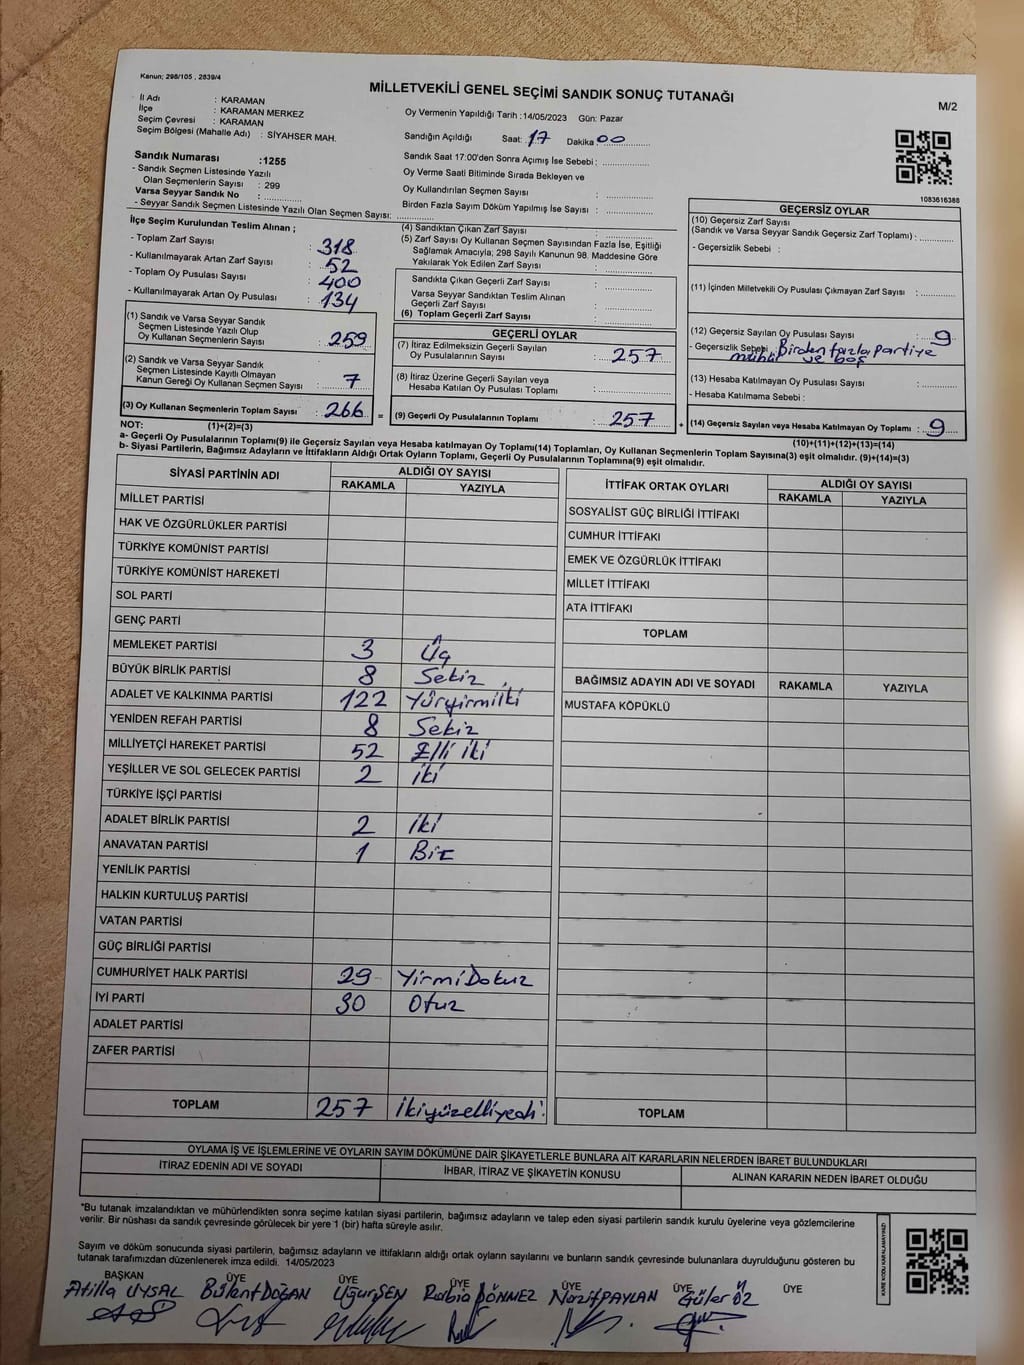 Kanun; 298/105 , 2839/4
MİLLETVEKİLİ GENEL SEÇİMİ SANDIK SONUÇ TUTANAĞI
M/2
İl Adı : KARAMAN
İlçe : KARAMAN MERKEZ
Seçim Çevresi : KARAMAN
Seçim Bölgesi (Mahalle Adı) : SİYAHSER MAH.
Oy Vermenin Yapıldığı Tarih :14/05/2023 Gün: Pazar
Sandığın Açıldığı Saat: 17 Dakika 00
Sandık Numarası :1255
- Sandık Seçmen Listesinde Yazılı
Olan Seçmenlerin Sayısı : 299
Varsa Seyyar Sandık No :
- Seyyar Sandık Seçmen Listesinde Yazılı Olan Seçmen Sayısı:
Sandık Saat 17:00'den Sonra Açımış İse Sebebi :
Oy Verme Saati Bitiminde Sırada Bekleyen ve
Oy Kullandırılan Seçmen Sayısı :
Birden Fazla Sayım Döküm Yapılmış İse Sayısı :
1083616388
İlçe Seçim Kurulundan Teslim Alınan ;
- Toplam Zarf Sayısı : 318
- Kullanılmayarak Artan Zarf Sayısı : 52
- Toplam Oy Pusulası Sayısı : 400
- Kullanılmayarak Artan Oy Pusulası : 134
(1) Sandık ve Varsa Seyyar Sandık
Seçmen Listesinde Yazılı Olup
Oy Kullanan Seçmenlerin Sayısı : 259
(2) Sandık ve Varsa Seyyar Sandık
Seçmen Listesinde Kayıtlı Olmayan
Kanun Gereği Oy Kullanan Seçmen Sayısı : 7
(3) Oy Kullanan Seçmenlerin Toplam Sayısı : 266 =
(4) Sandıktan Çıkan Zarf Sayısı :
(5) Zarf Sayısı Oy Kullanan Seçmen Sayısından Fazla İse, Eşitliği
Sağlamak Amacıyla; 298 Sayılı Kanunun 98. Maddesine Göre
Yakılarak Yok Edilen Zarf Sayısı :
Sandıkta Çıkan Geçerli Zarf Sayısı :
Varsa Seyyar Sandıktan Teslim Alınan
Geçerli Zarf Sayısı :
(6) Toplam Geçerli Zarf Sayısı :
GEÇERLİ OYLAR
(7) İtiraz Edilmeksizin Geçerli Sayılan
Oy Pusulalarının Sayısı : 257
(8) İtiraz Üzerine Geçerli Sayılan veya
Hesaba Katılan Oy Pusulası Toplamı :
(9) Geçerli Oy Pusulalarının Toplamı : 257 +
GEÇERSİZ OYLAR
(10) Geçersiz Zarf Sayısı
(Sandık ve Varsa Seyyar Sandık Geçersiz Zarf Toplamı) :
- Geçersizlik Sebebi :
(11) İçinden Milletvekili Oy Pusulası Çıkmayan Zarf Sayısı :
(12) Geçersiz Sayılan Oy Pusulası Sayısı : 9
- Geçersizlik Sebebi : Birden fazla partiye
mühür ve boş
(13) Hesaba Katılmayan Oy Pusulası Sayısı :
- Hesaba Katılmama Sebebi :
(14) Geçersiz Sayılan veya Hesaba Katılmayan Oy Toplamı : 9
NOT: (1)+(2)=(3)
(10)+(11)+(12)+(13)=(14)
a- Geçerli Oy Pusulalarının Toplamı(9) ile Geçersiz Sayılan veya Hesaba katılmayan Oy Toplamı(14) Toplamları, Oy Kullanan Seçmenlerin Toplam Sayısına(3) eşit olmalıdır. (9)+(14)=(3)
b- Siyasi Partilerin, Bağımsız Adayların ve İttifakların Aldığı Ortak Oyların Toplamı, Geçerli Oy Pusulalarının Toplamına(9) eşit olmalıdır.
SİYASİ PARTİNİN ADI
ALDIĞI OY SAYISI
RAKAMLA YAZIYLA
MİLLET PARTİSİ
HAK VE ÖZGÜRLÜKLER PARTİSİ
TÜRKİYE KOMÜNİST PARTİSİ
TÜRKİYE KOMÜNİST HAREKETİ
SOL PARTİ
GENÇ PARTİ
MEMLEKET PARTİSİ 3 Üç
BÜYÜK BİRLİK PARTİSİ 8 Sekiz
ADALET VE KALKINMA PARTİSİ 122 Yüzyirmiiki
YENİDEN REFAH PARTİSİ 8 Sekiz
MİLLİYETÇİ HAREKET PARTİSİ 52 Elli iki
YEŞİLLER VE SOL GELECEK PARTİSİ 2 iki
TÜRKİYE İŞÇİ PARTİSİ
ADALET BİRLİK PARTİSİ 2 iki
ANAVATAN PARTİSİ 1 Bir
YENİLİK PARTİSİ
HALKIN KURTULUŞ PARTİSİ
VATAN PARTİSİ
GÜÇ BİRLİĞİ PARTİSİ
CUMHURİYET HALK PARTİSİ 29 Yirmi Dokuz
İYİ PARTİ 30 Otuz
ADALET PARTİSİ
ZAFER PARTİSİ
TOPLAM 257 ikiyüzelliyedi
İTTİFAK ORTAK OYLARI
ALDIĞI OY SAYISI
RAKAMLA YAZIYLA
SOSYALİST GÜÇ BİRLİĞİ İTTİFAKI
CUMHUR İTTİFAKI
EMEK VE ÖZGÜRLÜK İTTİFAKI
MİLLET İTTİFAKI
ATA İTTİFAKI
TOPLAM
BAĞIMSIZ ADAYIN ADI VE SOYADI RAKAMLA YAZIYLA
MUSTAFA KÖPÜKLÜ
TOPLAM
OYLAMA İŞ VE İŞLEMLERİNE VE OYLARIN SAYIM DÖKÜMÜNE DAİR ŞİKAYETLERLE BUNLARA AİT KARARLARIN NELERDEN İBARET BULUNDUKLARI
İTİRAZ EDENİN ADI VE SOYADI İHBAR, İTİRAZ VE ŞİKAYETİN KONUSU ALINAN KARARIN NEDEN İBARET OLDUĞU
"Bu tutanak imzalandıktan ve mühürlendikten sonra seçime katılan siyasi partilerin, bağımsız adayların ve talep eden siyasi partilerin sandık kurulu üyelerine veya gözlemcilerine
verilir. Bir nüshası da sandık çevresinde görülecek bir yere 1 (bir) hafta süreyle asılır.
Sayım ve döküm sonucunda siyasi partilerin, bağımsız adayların ve ittifakların aldığı ortak oyların sayılarını ve bunların sandık çevresinde bulunanlara duyrulduğunu gösteren bu
tutanak tarafımızdan düzenlenerek imza edildi. 14/05/2023
KARE KODU KARALAMAYINIZ!
BAŞKAN ÜYE ÜYE ÜYE ÜYE ÜYE ÜYE
Atilla UYSAL Bülent DOĞAN Uğur ŞEN Rabia DÖNMEZ Nazif PAYLAN Güler ÖZ